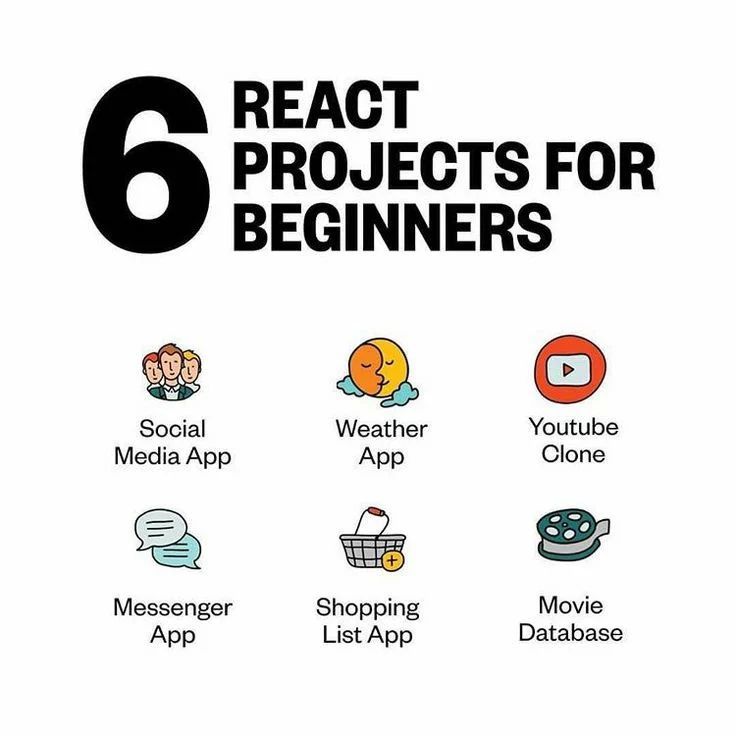 6
REACT
PROJECTS FOR
BEGINNERS
Social
Media App
Weather
App
Youtube
Clone
Messenger
App
Shopping
List App
Movie
Database